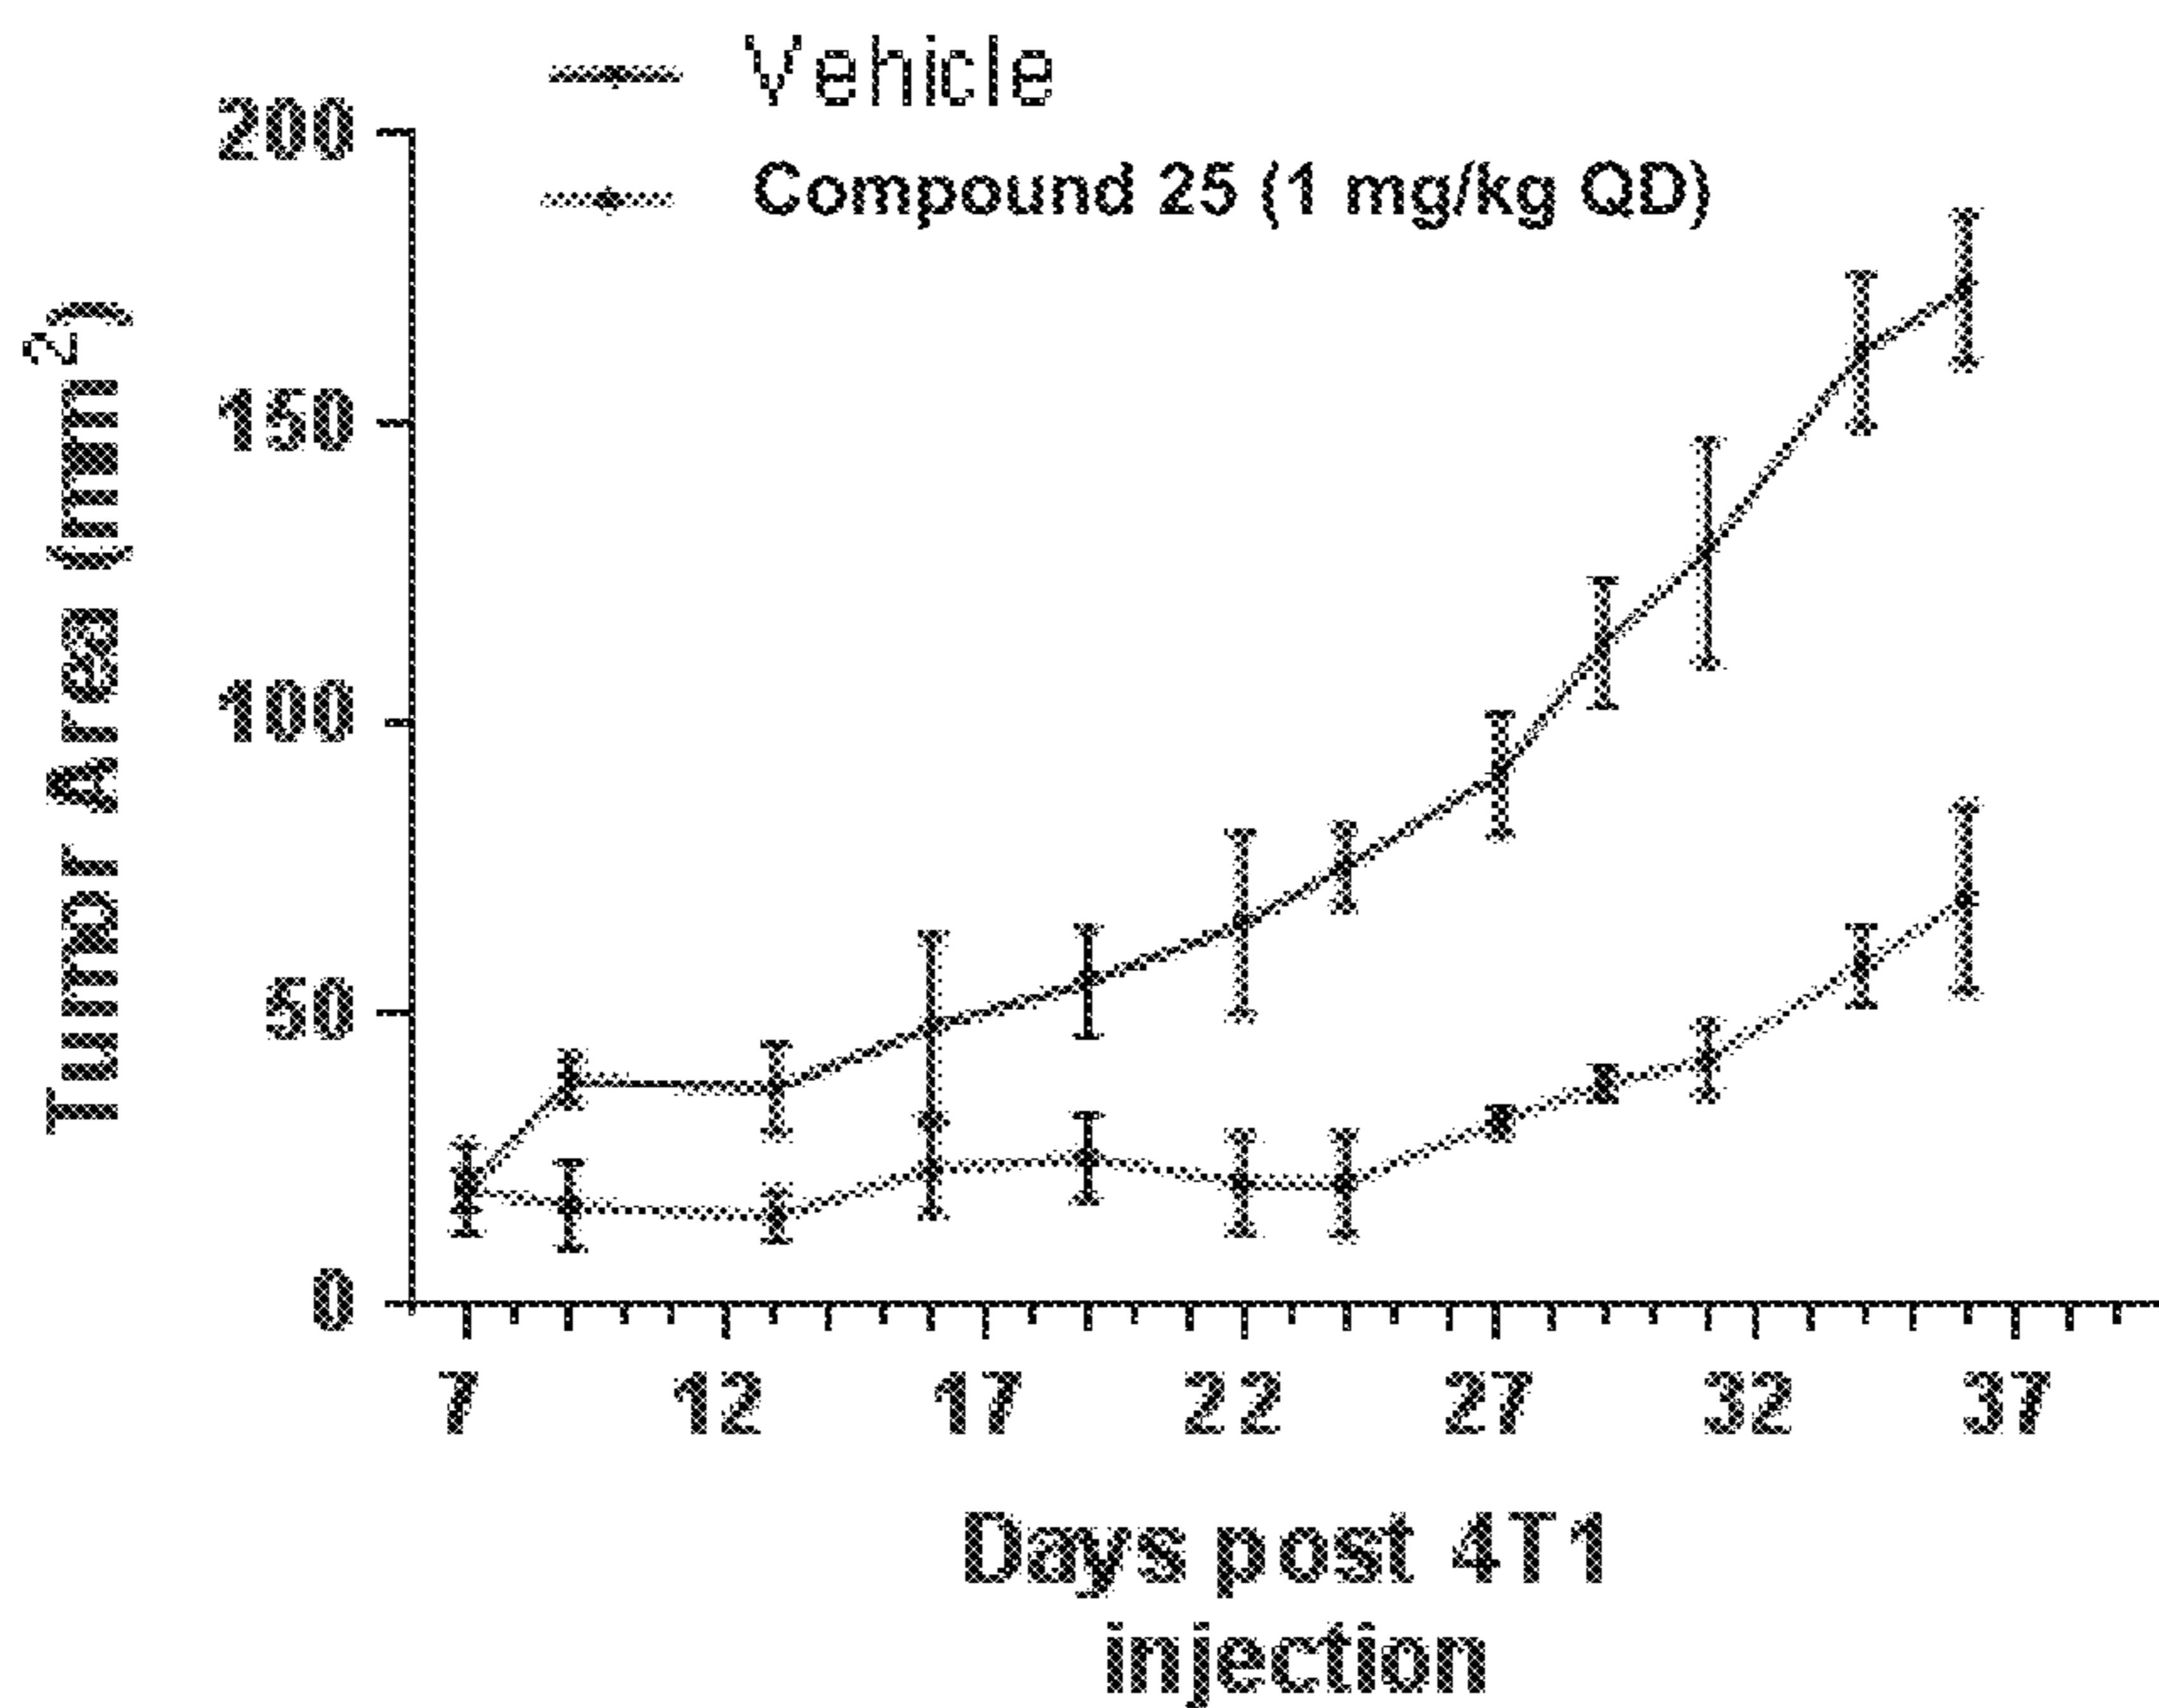 Vehicle
Compound 25 (1 mg/kg QD)
200
150
100
50
0
Tumor Area (mm²)
7 12 17 22 27 32 37
Days post 4T1
injection